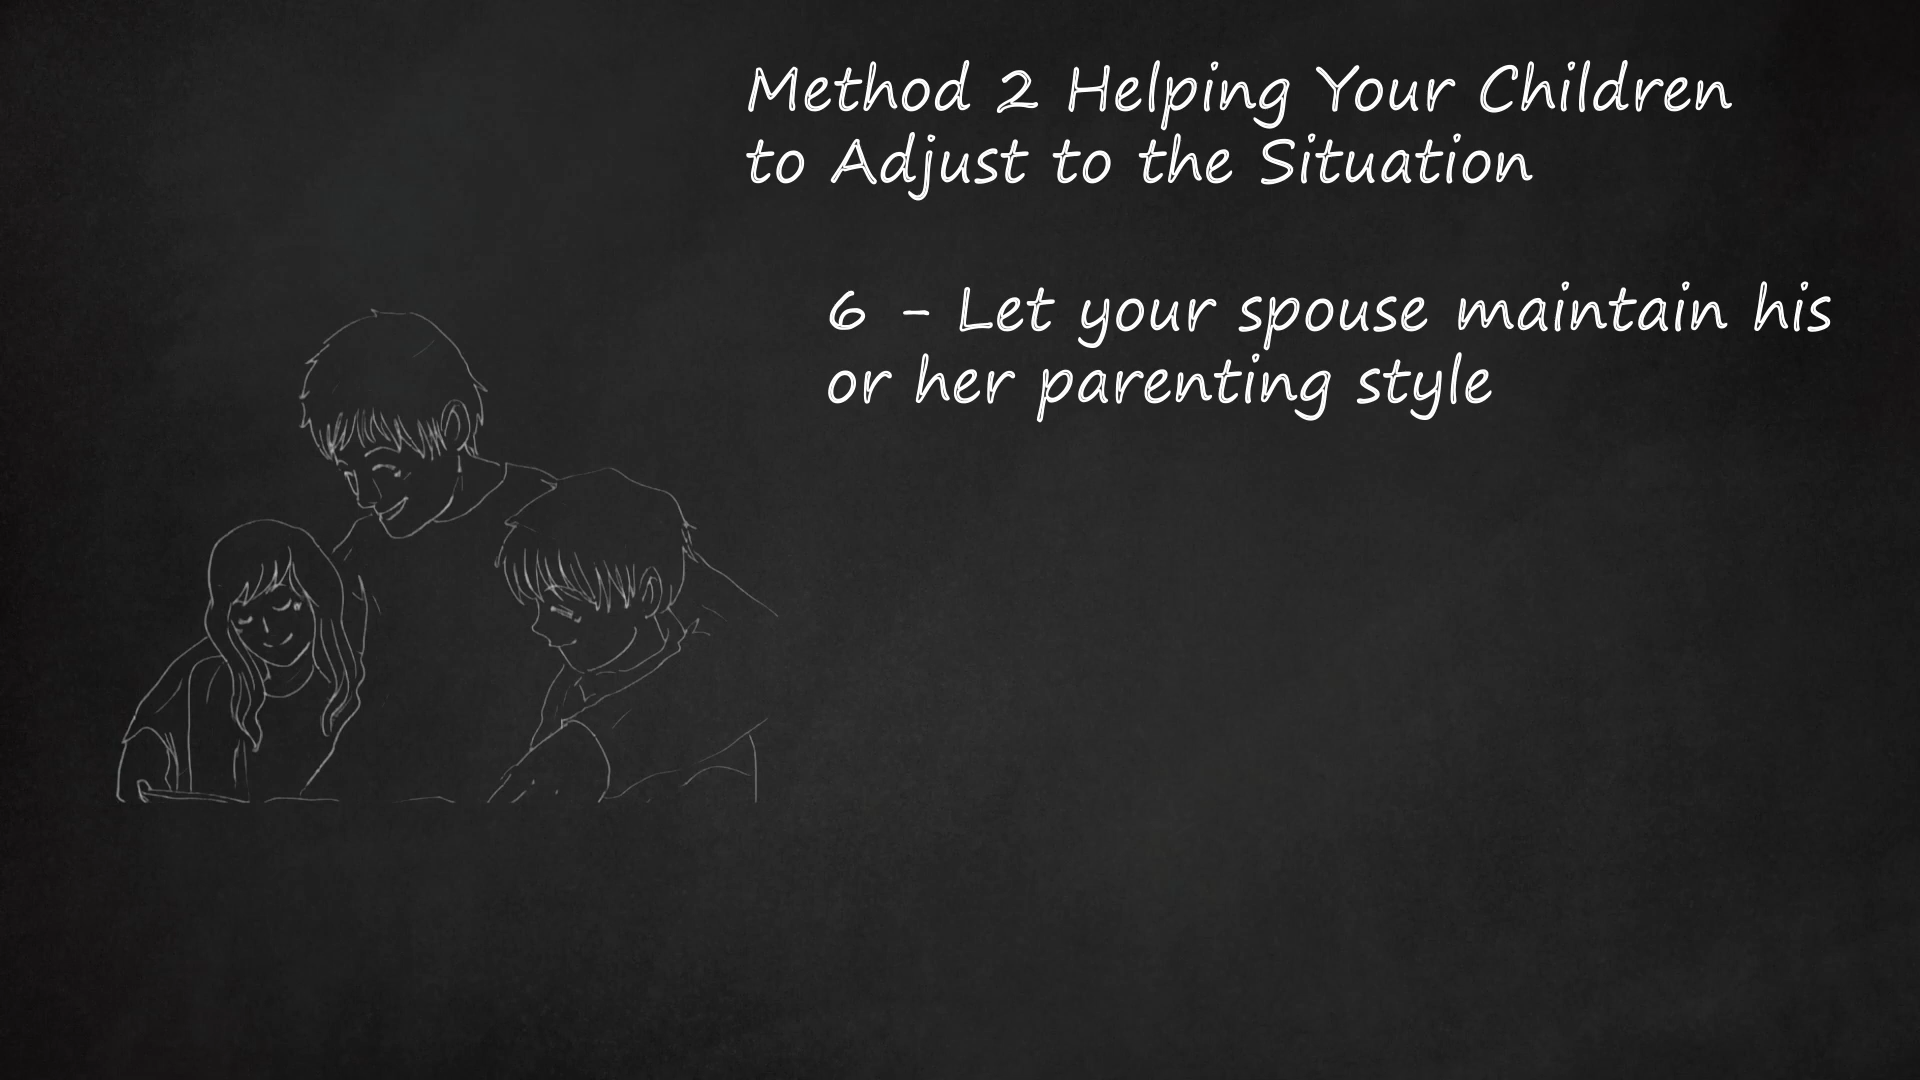 Method 2 Helping Your Children
to Adjust to the Situation
6 - Let your spouse maintain his
or her parenting style